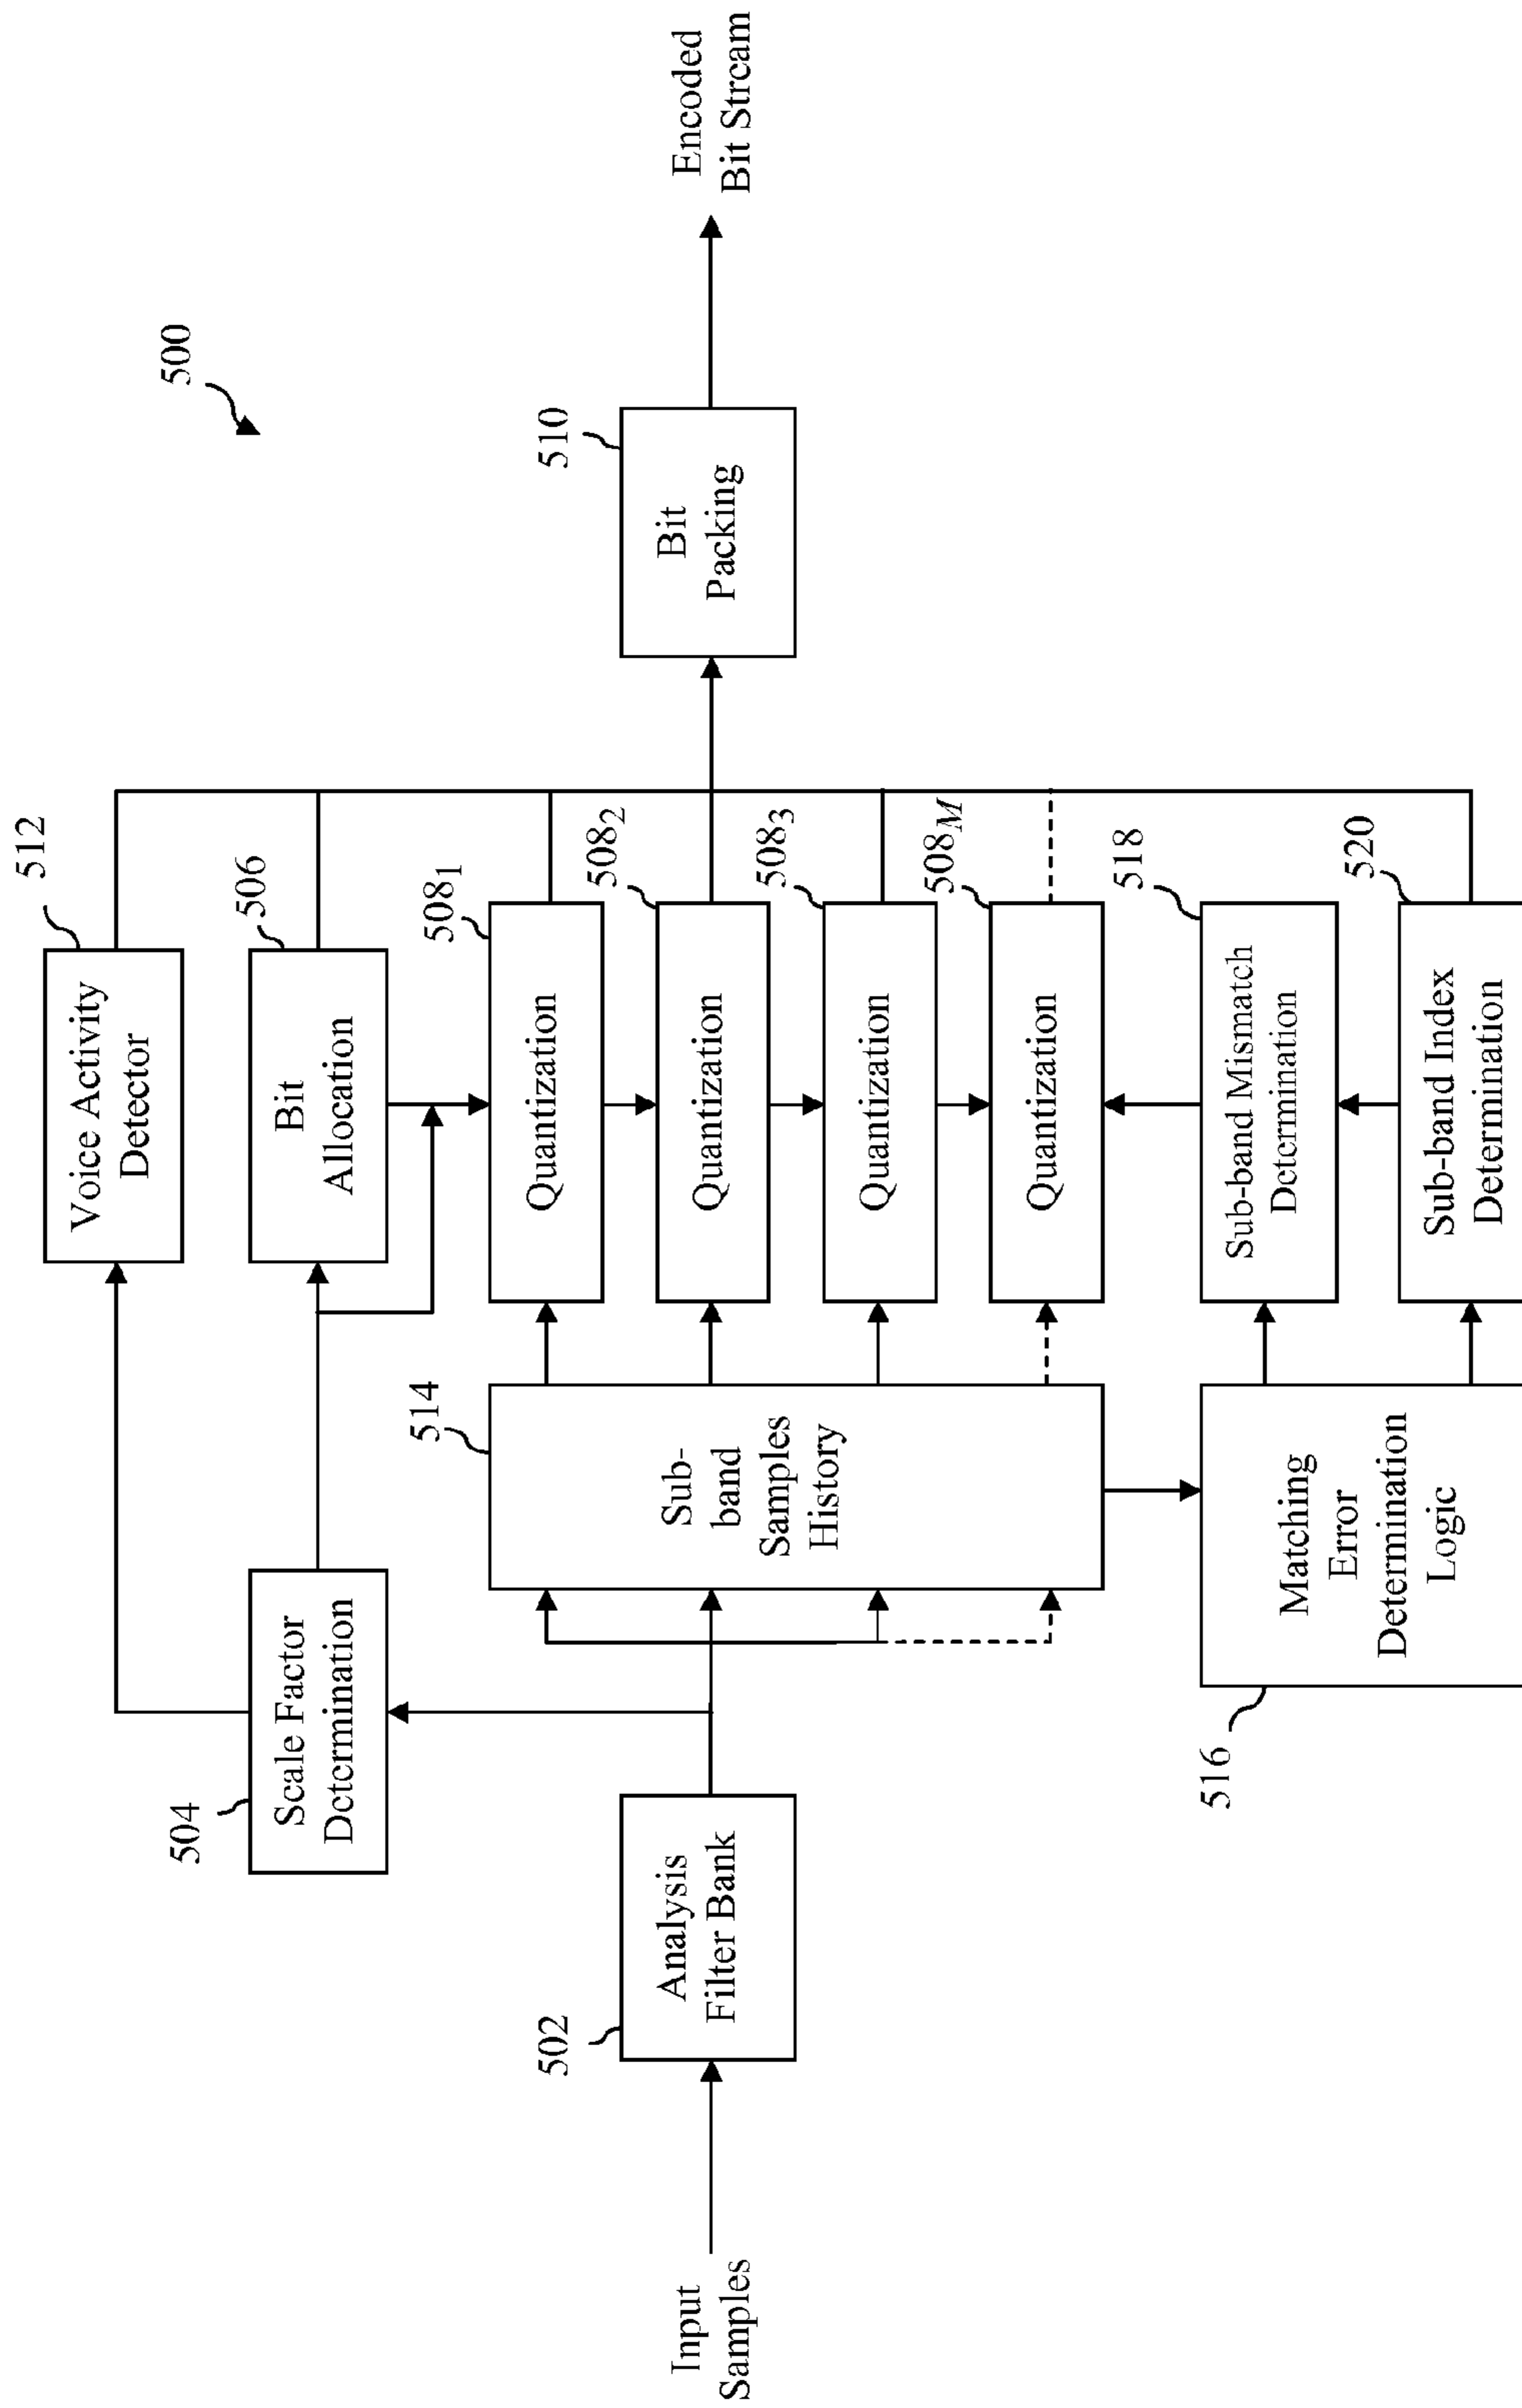 500
Input
Samples
502
Analysis
Filter Bank
504
Scale Factor
Determination
512
Voice Activity
Detector
506
Bit
Allocation
514
Sub-
band
Samples
History
508₁
Quantization
508₂
Quantization
508₃
Quantization
508M
Quantization
516
Matching
Error
Determination
Logic
518
Sub-band Mismatch
Determination
520
Sub-band Index
Determination
510
Bit
Packing
Encoded
Bit Stream